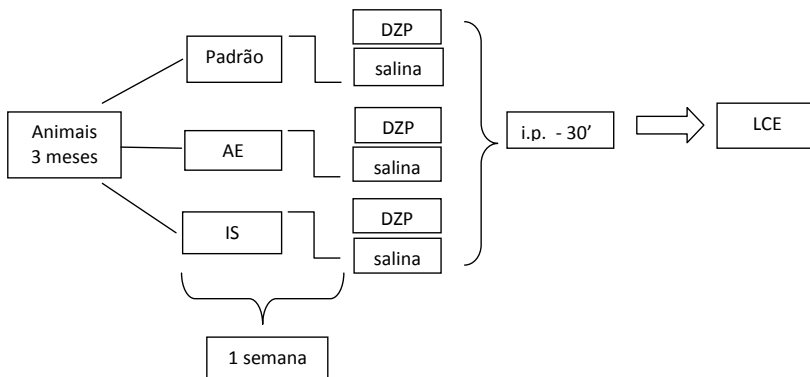 Animais
3 meses
Padrão
DZP
salina
AE
DZP
salina
IS
DZP
salina
1 semana
i.p. - 30’
LCE